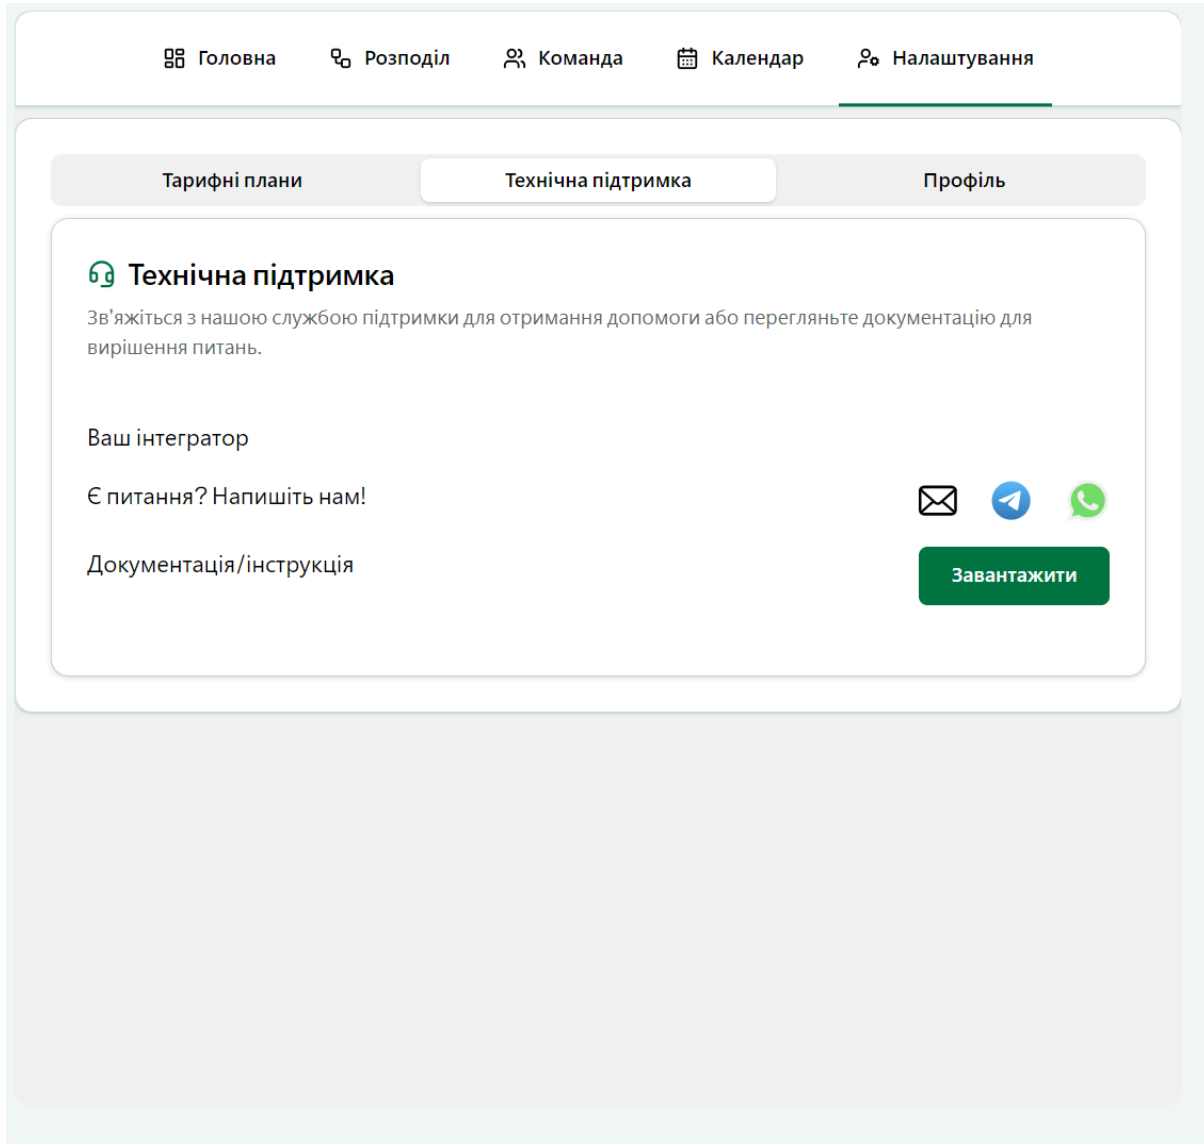 Головна Розподіл Команда Календар Налаштування
Тарифні плани Технічна підтримка Профіль
Технічна підтримка
Зв'яжіться з нашою службою підтримки для отримання допомоги або перегляньте документацію для
вирішення питань.
Ваш інтегратор
Є питання? Напишіть нам!
Документація/інструкція
Завантажити